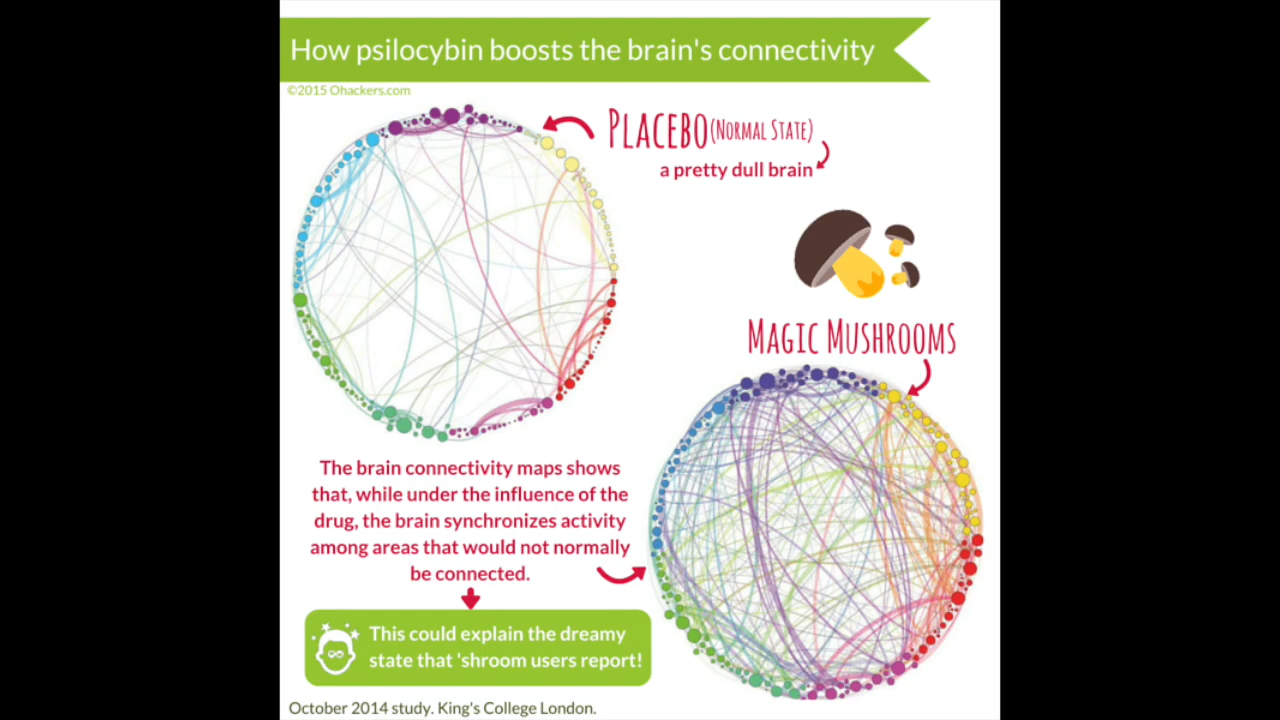 How psilocybin boosts the brain's connectivity
©2015 Ohackers.com
PLACEBO (NORMAL STATE)
a pretty dull brain
MAGIC MUSHROOMS
The brain connectivity maps shows
that, while under the influence of the
drug, the brain synchronizes activity
among areas that would not normally
be connected.
This could explain the dreamy
state that 'shroom users report!
October 2014 study. King's College London.